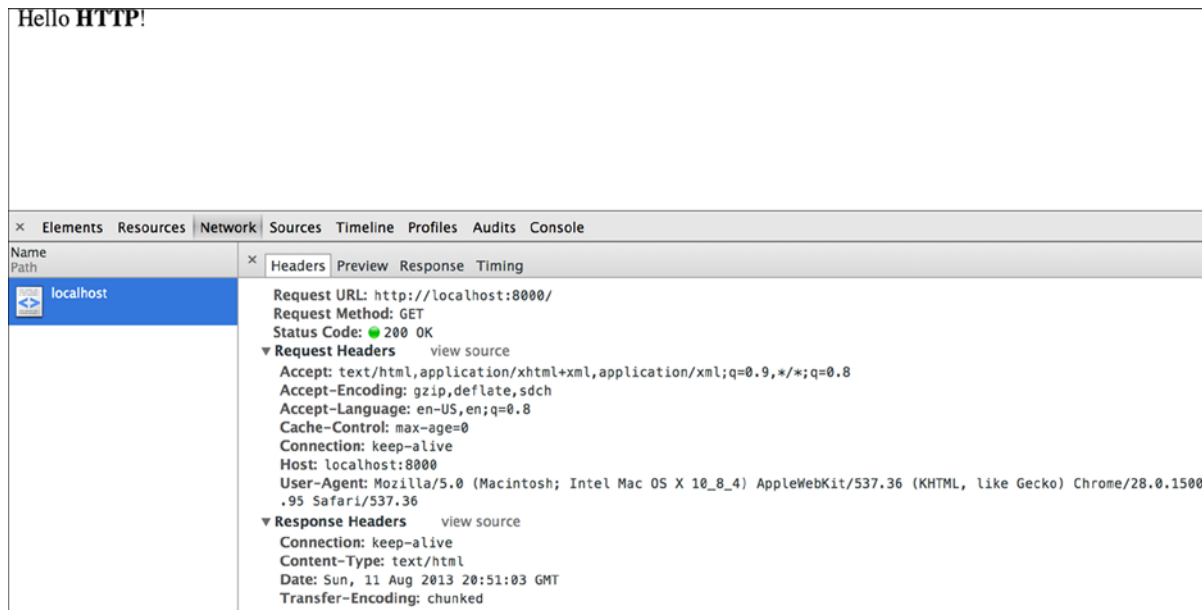 Hello HTTP!
× Elements Resources Network Sources Timeline Profiles Audits Console
Name
Path
× Headers Preview Response Timing
localhost
Request URL: http://localhost:8000/
Request Method: GET
Status Code: 200 OK
▼Request Headers view source
Accept: text/html,application/xhtml+xml,application/xml;q=0.9,*/*;q=0.8
Accept-Encoding: gzip,deflate,sdch
Accept-Language: en-US,en;q=0.8
Cache-Control: max-age=0
Connection: keep-alive
Host: localhost:8000
User-Agent: Mozilla/5.0 (Macintosh; Intel Mac OS X 10_8_4) AppleWebKit/537.36 (KHTML, like Gecko) Chrome/28.0.1500
.95 Safari/537.36
▼Response Headers view source
Connection: keep-alive
Content-Type: text/html
Date: Sun, 11 Aug 2013 20:51:03 GMT
Transfer-Encoding: chunked